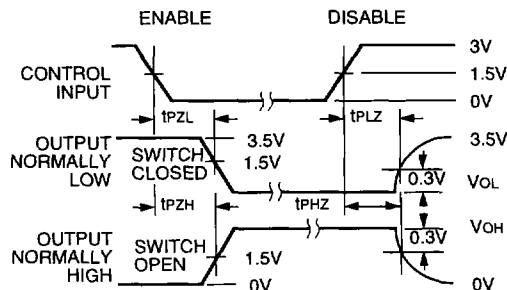 ENABLE DISABLE
3V
CONTROL INPUT 1.5V
0V
tPZL tPLZ
OUTPUT NORMALLY LOW
SWITCH CLOSED
3.5V
1.5V
3.5V
0.3V
VOL
tPZH tPHZ
OUTPUT NORMALLY HIGH
SWITCH OPEN
1.5V
0V
VOH
0.3V
0V